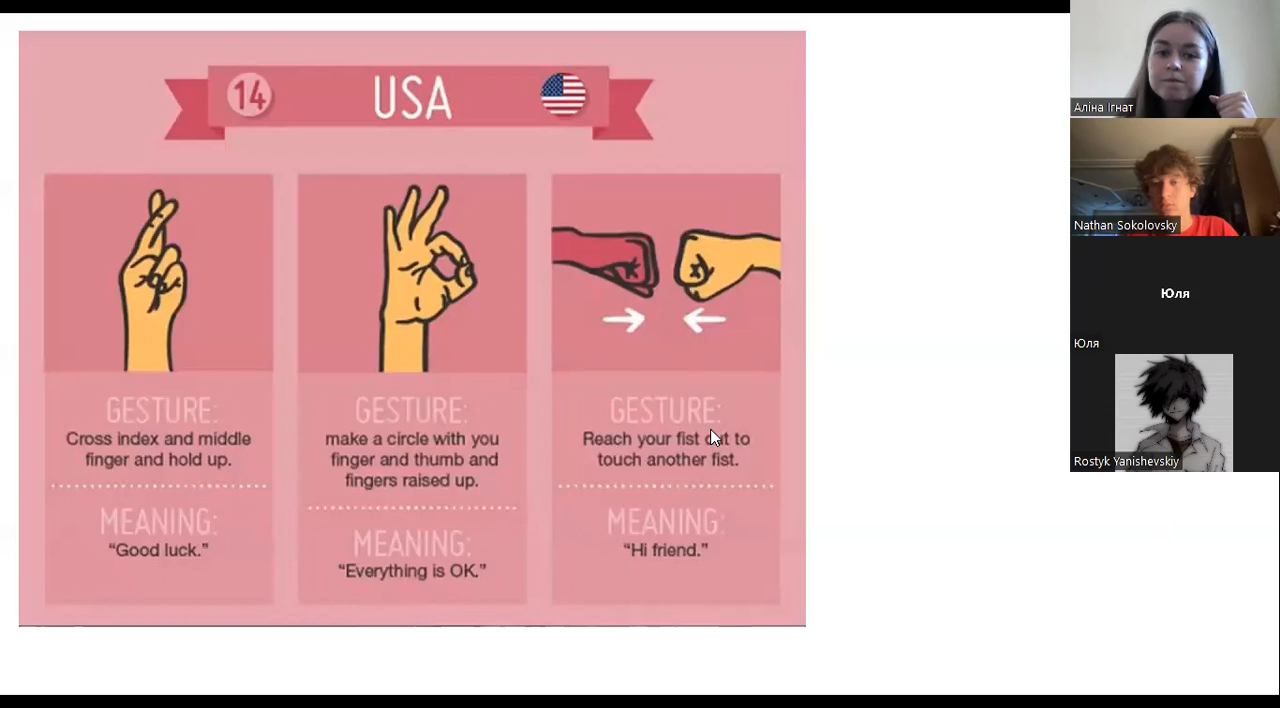 14 USA
GESTURE:
Cross index and middle
finger and hold up.
MEANING:
“Good luck.”
GESTURE:
make a circle with you
finger and thumb and
fingers raised up.
MEANING:
“Everything is OK.”
GESTURE:
Reach your fist out to
touch another fist.
MEANING:
“Hi friend.”
Аліна Ігнат
Nathan Sokolovsky
Юля
Юля
Rostyk Yanishevskiy